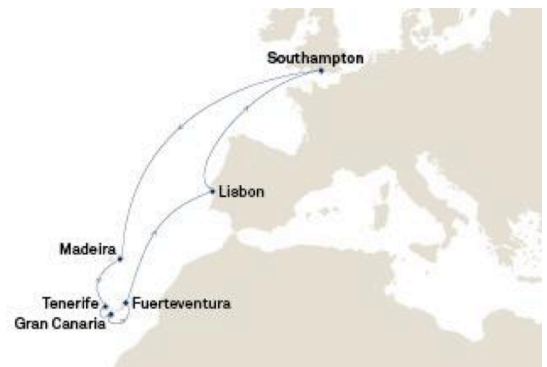 Southampton
Lisbon
Madeira
Tenerife
Fuerteventura
Gran Canaria